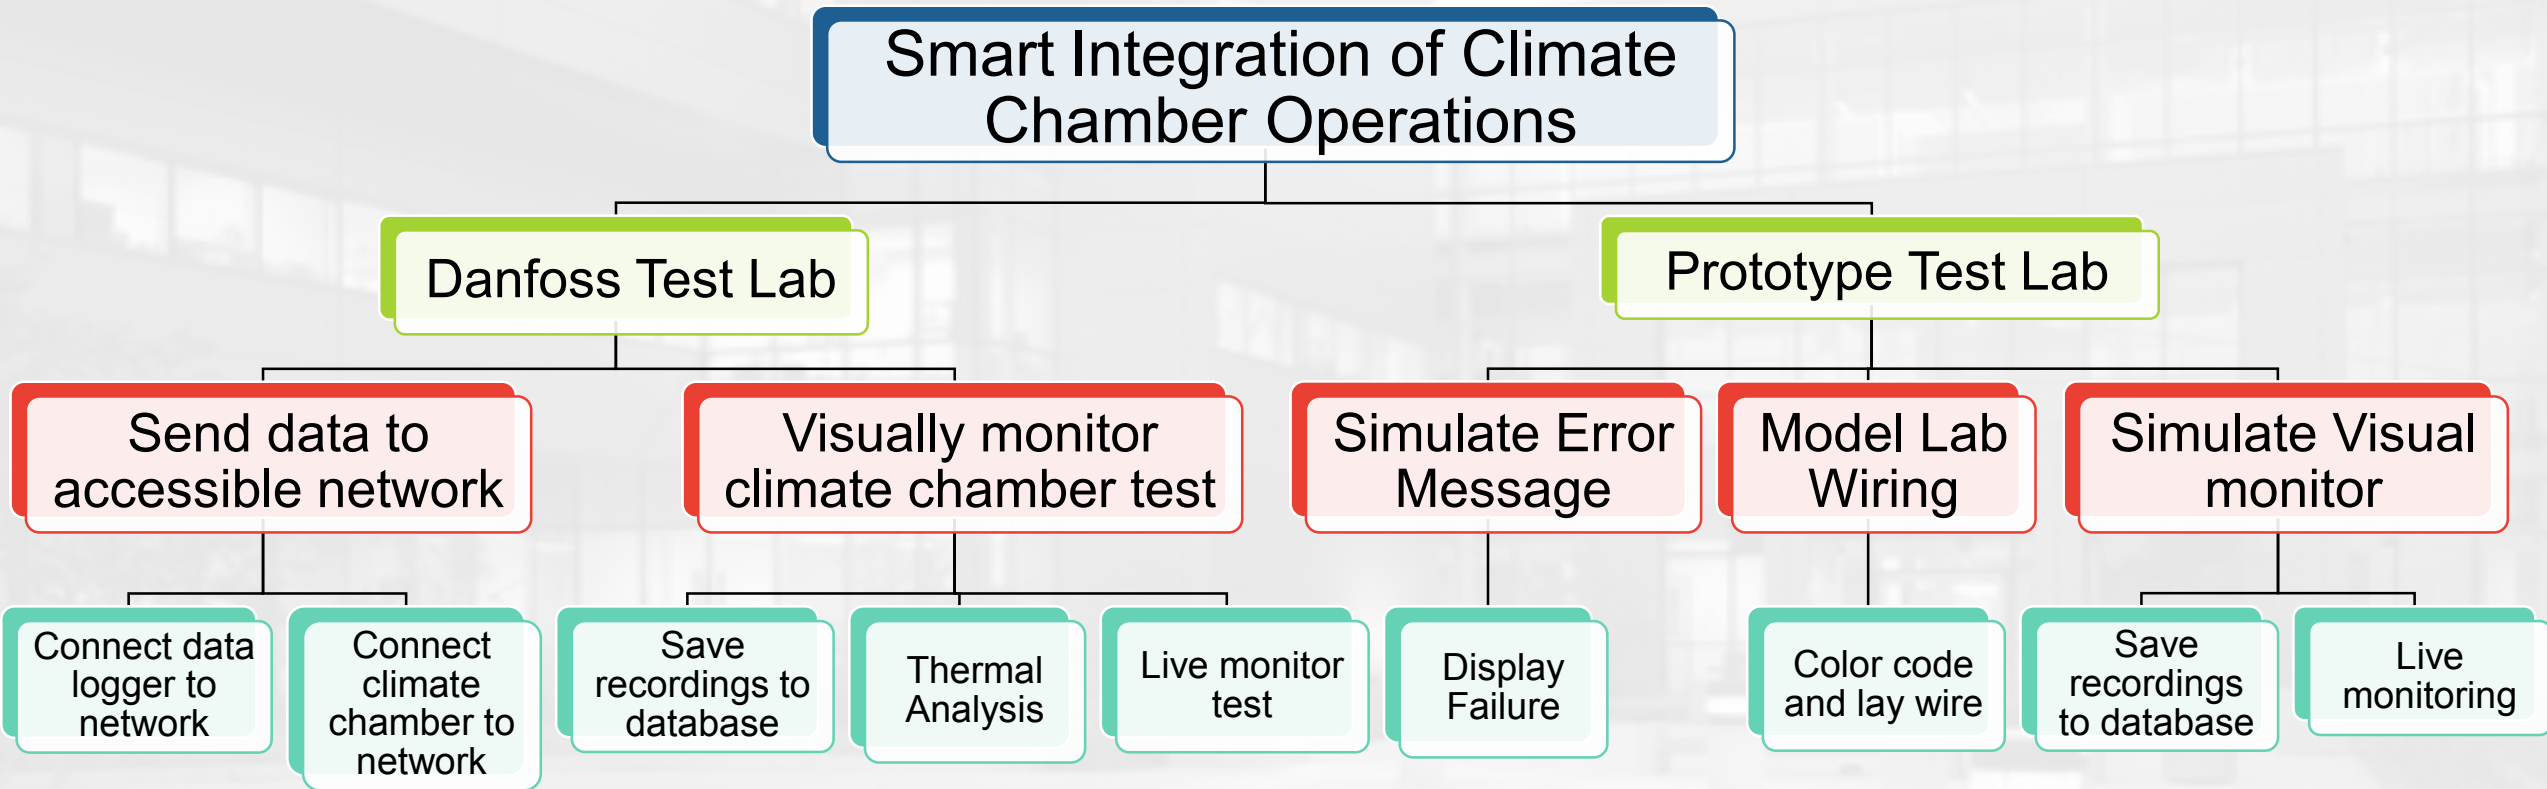 Smart Integration of Climate
Chamber Operations
Danfoss Test Lab
Prototype Test Lab
Send data to
accessible network
Visually monitor
climate chamber test
Simulate Error
Message
Model Lab
Wiring
Simulate Visual
monitor
Connect data
logger to
network
Connect
climate
chamber to
network
Save
recordings to
database
Thermal
Analysis
Live monitor
test
Display
Failure
Color code
and lay wire
Save
recordings
to database
Live
monitoring